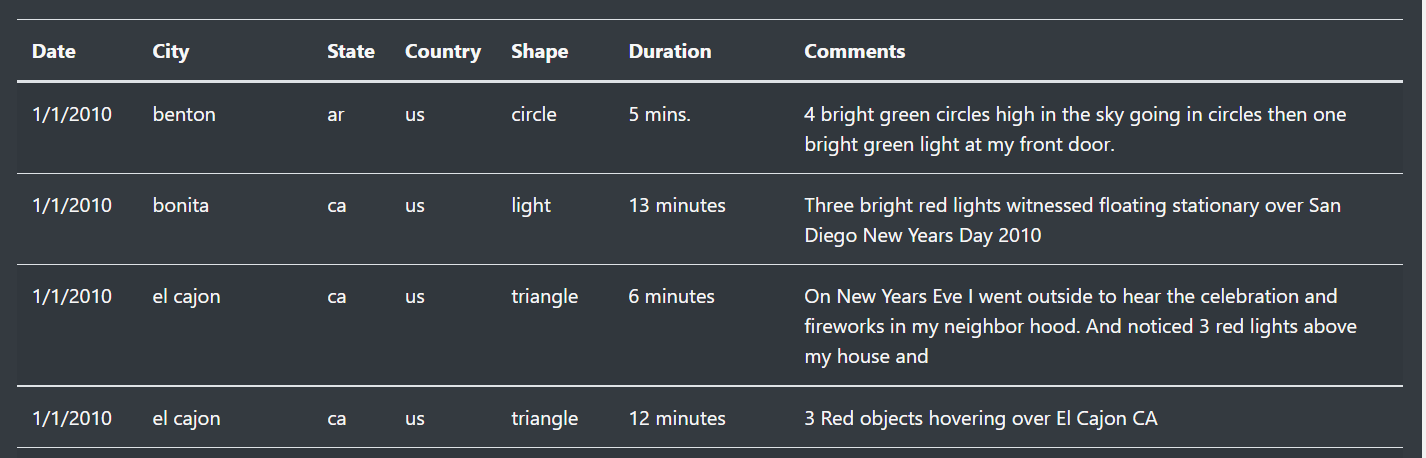 Date City State Country Shape Duration Comments
1/1/2010 benton ar us circle 5 mins. 4 bright green circles high in the sky going in circles then one
bright green light at my front door.
1/1/2010 bonita ca us light 13 minutes Three bright red lights witnessed floating stationary over San
Diego New Years Day 2010
1/1/2010 el cajon ca us triangle 6 minutes On New Years Eve I went outside to hear the celebration and
fireworks in my neighbor hood. And noticed 3 red lights above
my house and
1/1/2010 el cajon ca us triangle 12 minutes 3 Red objects hovering over El Cajon CA